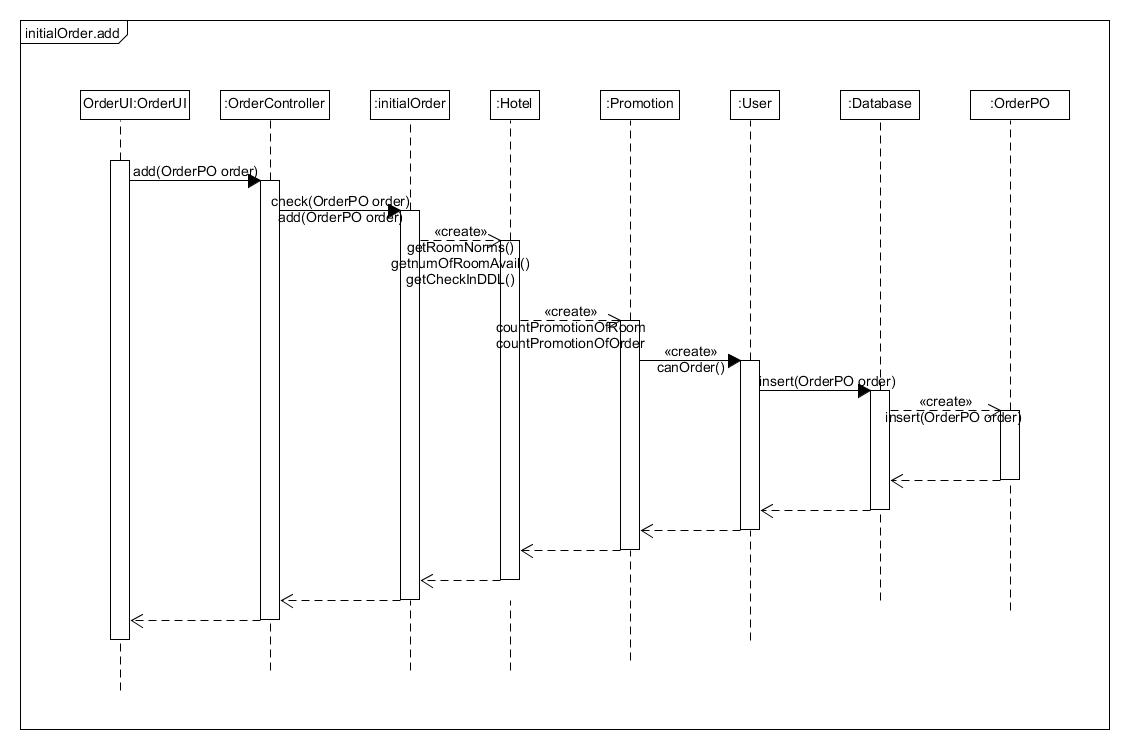 initialOrder.add
OrderUI:OrderUI
:OrderController
:initialOrder
:Hotel
:Promotion
:User
:Database
:OrderPO
add(OrderPO order)
check(OrderPO order)
add(OrderPO order)
«create»
getRoomNorms()
getnumOfRoomAvail()
getCheckInDDL()
«create»
countPromotionOfRoom
countPromotionOfOrder
«create»
canOrder()
insert(OrderPO order)
«create»
insert(OrderPO order)